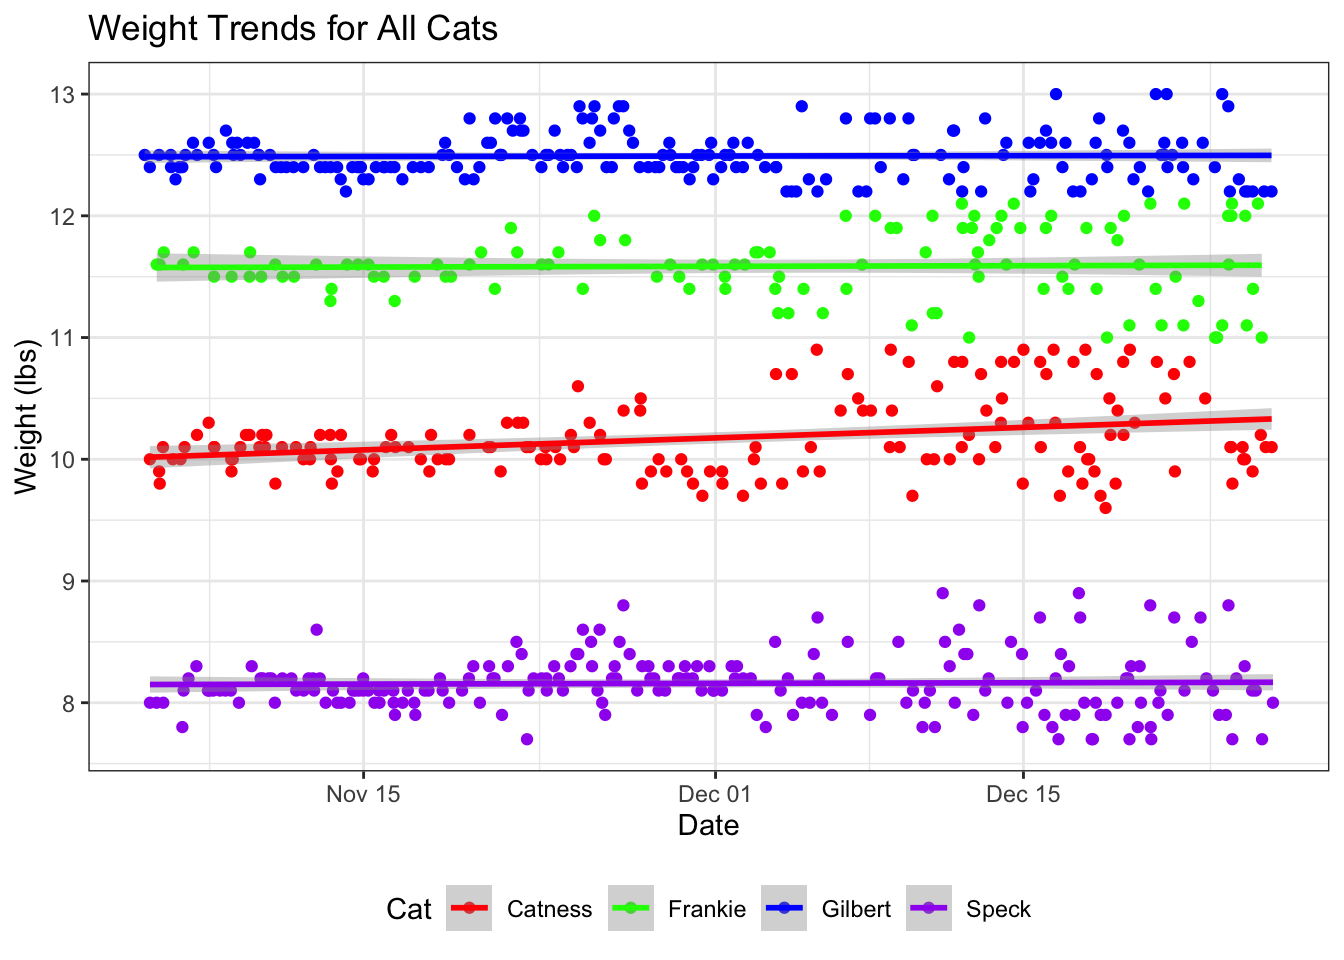 Weight Trends for All Cats
13
12
11
10
9
8
Weight (lbs)
Nov 15 Dec 01 Dec 15
Date
Cat Catness Frankie Gilbert Speck